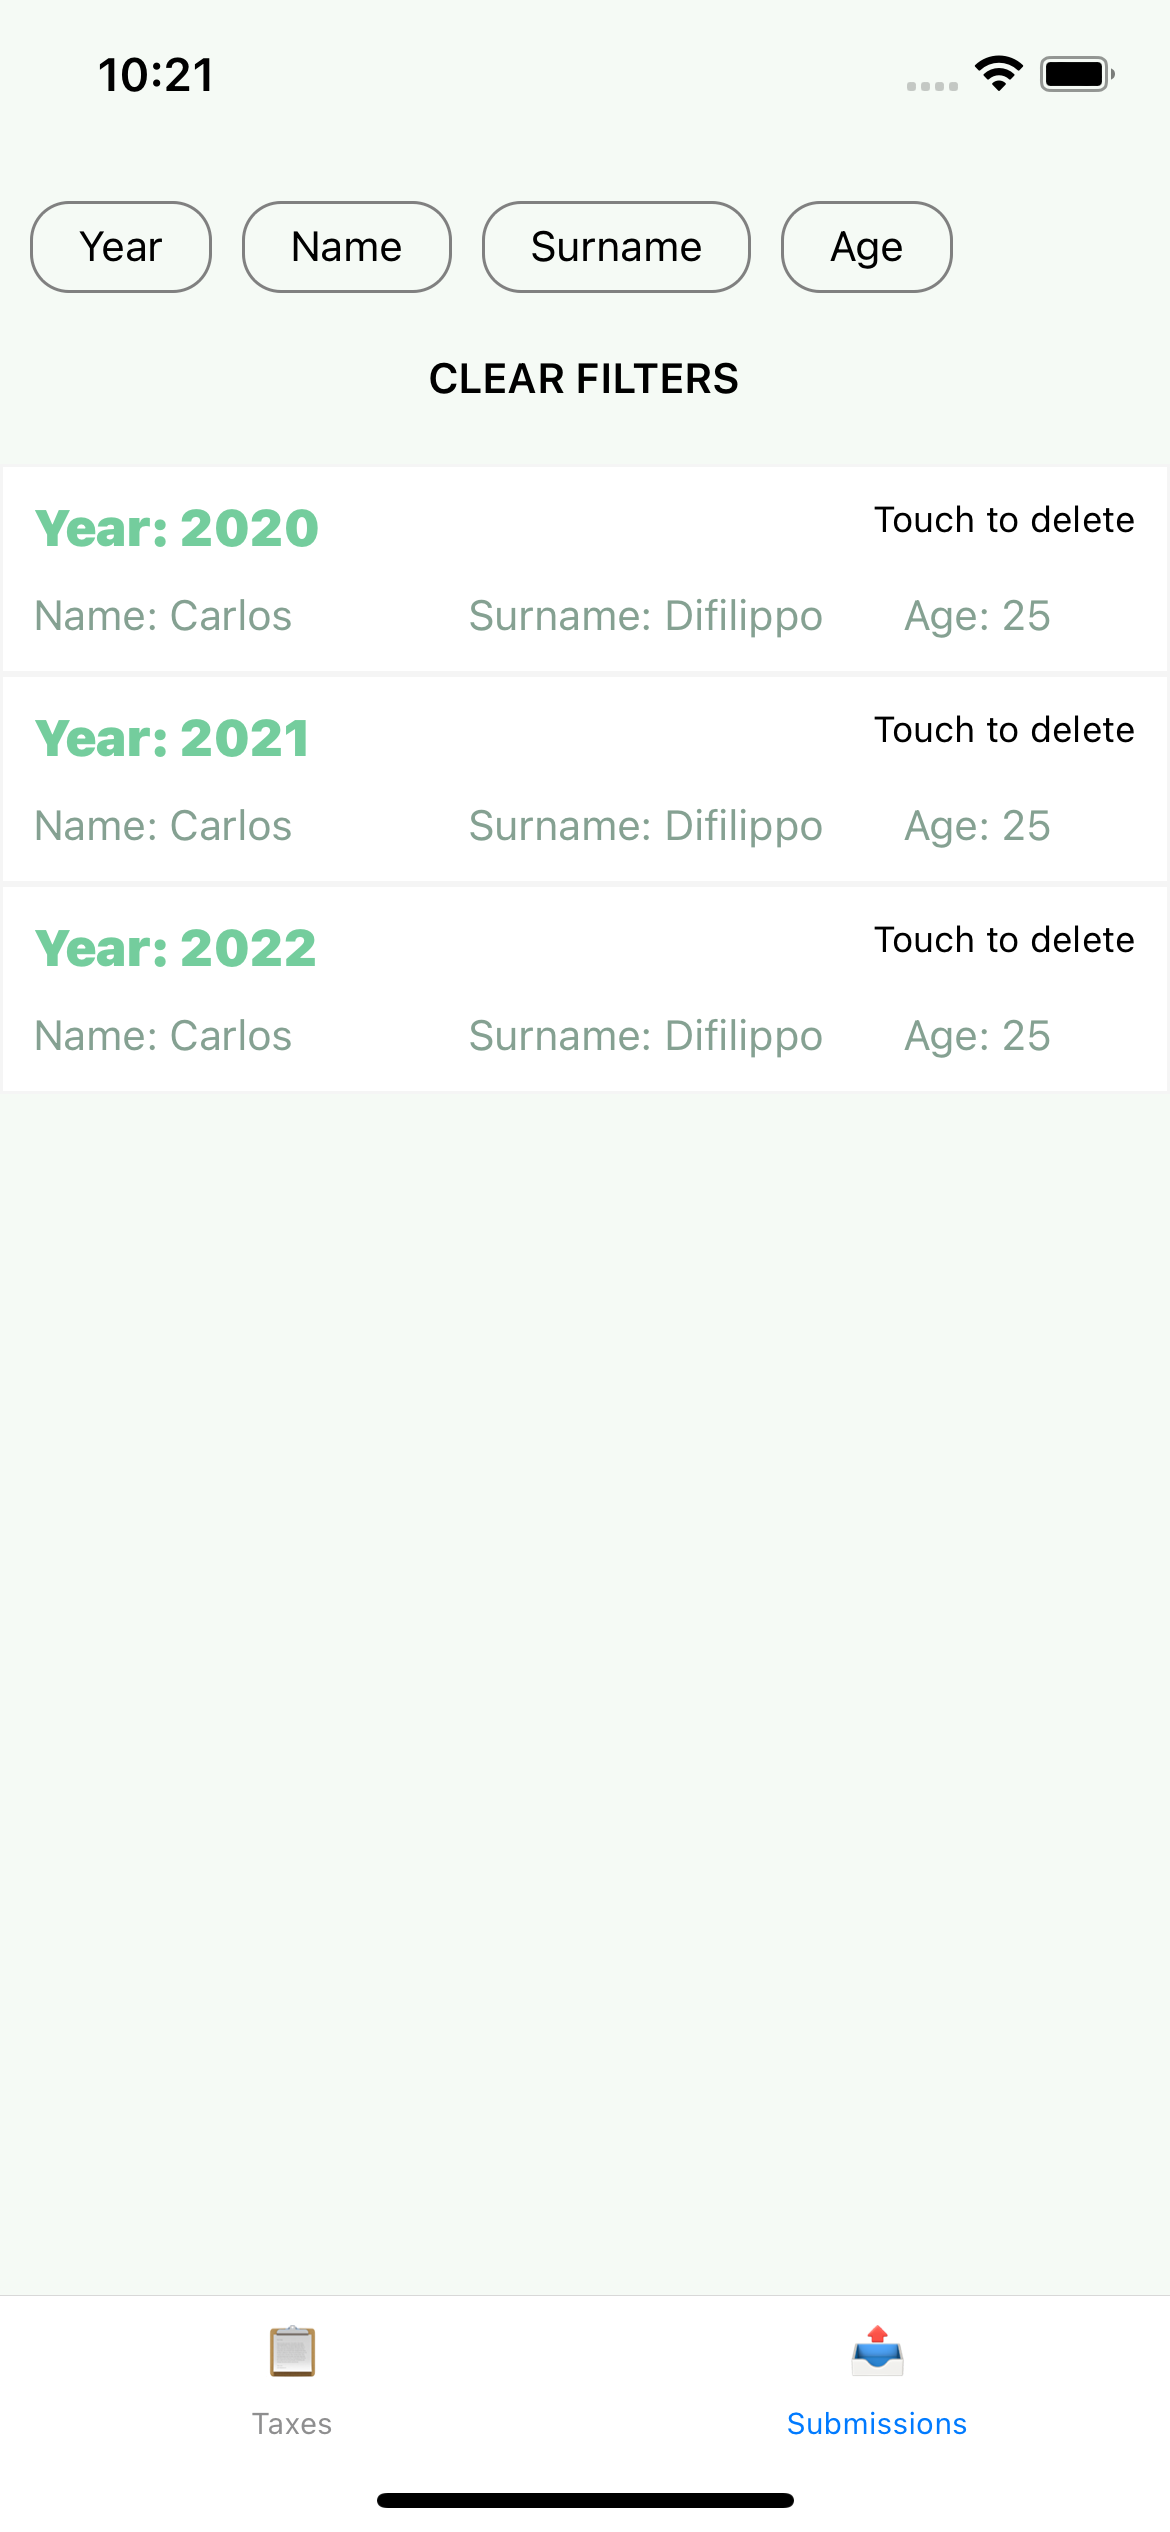 10:21
Year Name Surname Age
CLEAR FILTERS
Year: 2020 Touch to delete
Name: Carlos Surname: Difilippo Age: 25
Year: 2021 Touch to delete
Name: Carlos Surname: Difilippo Age: 25
Year: 2022 Touch to delete
Name: Carlos Surname: Difilippo Age: 25
Taxes Submissions